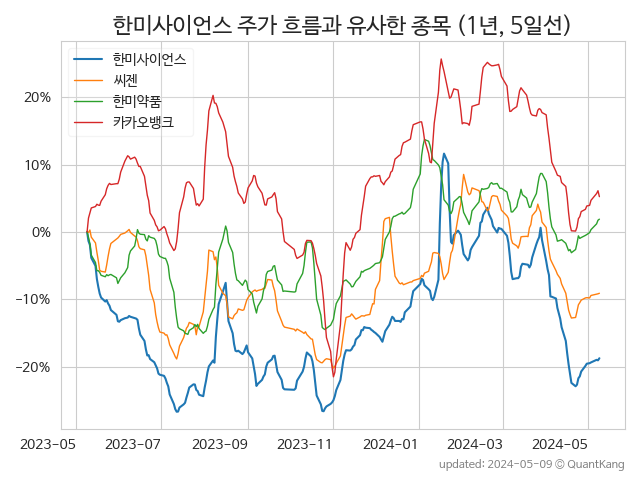 한미사이언스 주가 흐름과 유사한 종목 (1년, 5일선)
한미사이언스
씨젠
한미약품
카카오뱅크
20%
10%
0%
−10%
−20%
2023-05 2023-07 2023-09 2023-11 2024-01 2024-03 2024-05
updated: 2024-05-09 © QuantKang